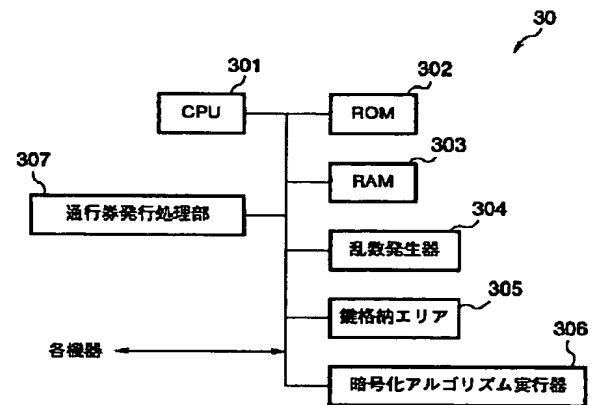 30
301
CPU
302
ROM
303
RAM
307
通行券発行処理部
304
乱数発生器
305
鍵格納エリア
各機器
306
暗号化アルゴリズム実行器